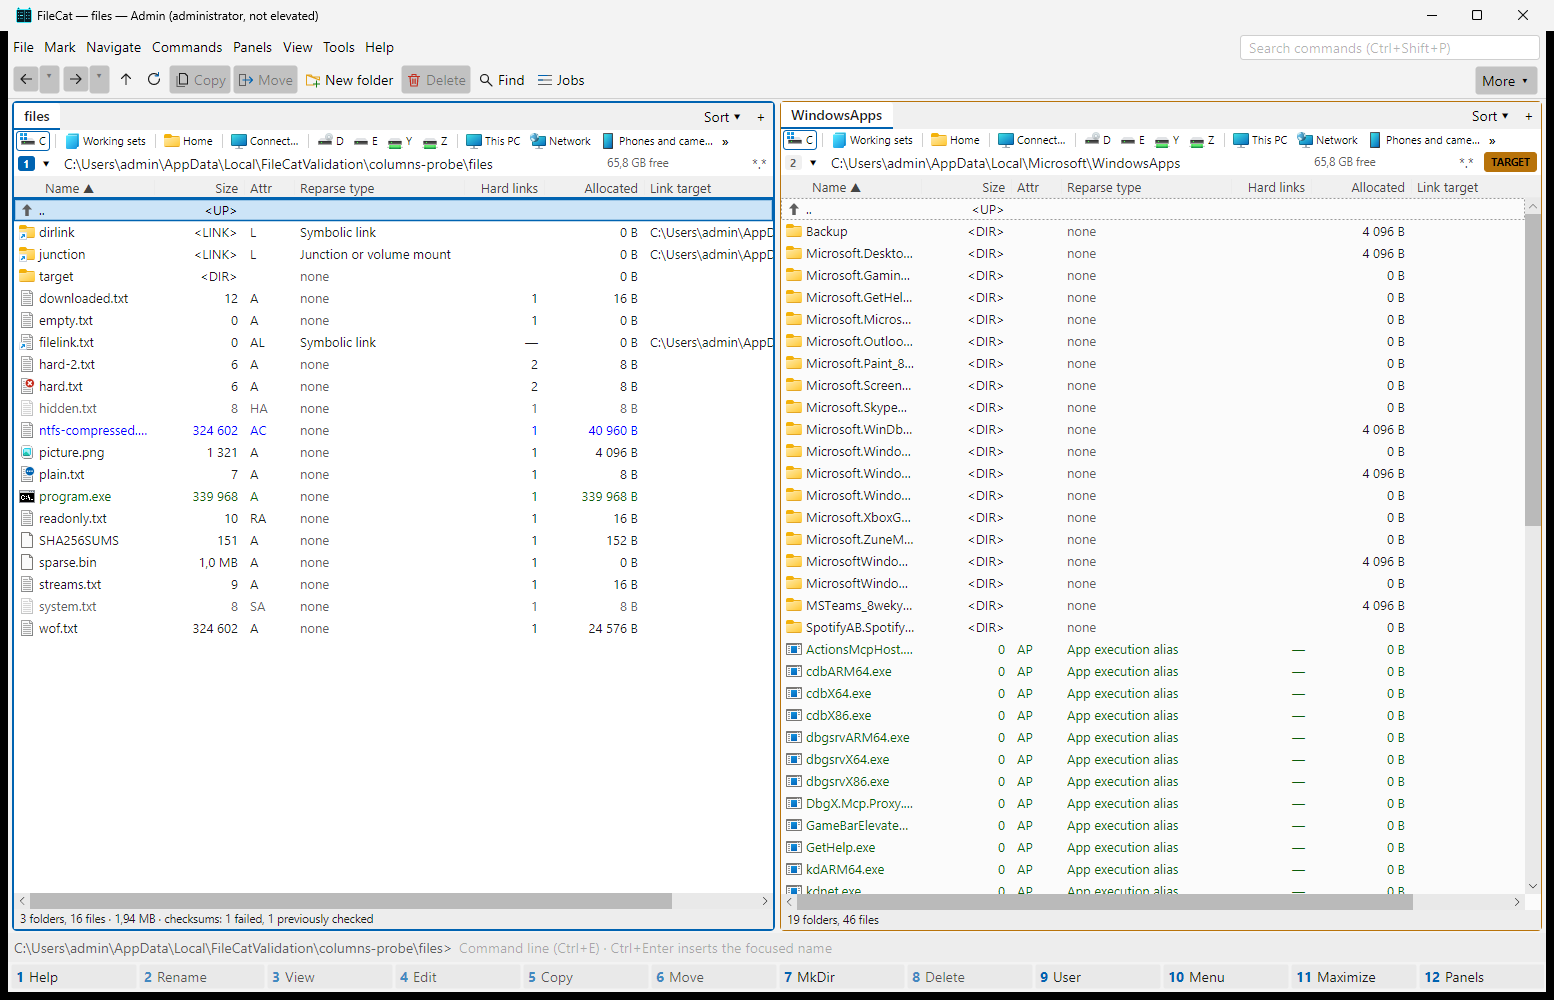 FileCat — files — Admin (administrator, not elevated)
File Mark Navigate Commands Panels View Tools Help
Search commands (Ctrl+Shift+P)
Copy Move New folder Delete Find Jobs More
files Sort +
C Working sets Home Connect... D E Y Z This PC Network Phones and came... »
1 C:\Users\admin\AppData\Local\FileCatValidation\columns-probe\files 65,8 GB free *.*
Name Size Attr Reparse type Hard links Allocated Link target
.. <UP>
dirlink <LINK> L Symbolic link 0 B C:\Users\admin\AppD
junction <LINK> L Junction or volume mount 0 B C:\Users\admin\AppD
target <DIR> none 0 B
downloaded.txt 12 A none 1 16 B
empty.txt 0 A none 1 0 B
filelink.txt 0 AL Symbolic link — 0 B C:\Users\admin\AppD
hard-2.txt 6 A none 2 8 B
hard.txt 6 A none 2 8 B
hidden.txt 8 HA none 1 8 B
ntfs-compressed.... 324 602 AC none 1 40 960 B
picture.png 1 321 A none 1 4 096 B
plain.txt 7 A none 1 8 B
program.exe 339 968 A none 1 339 968 B
readonly.txt 10 RA none 1 16 B
SHA256SUMS 151 A none 1 152 B
sparse.bin 1,0 MB A none 1 0 B
streams.txt 9 A none 1 16 B
system.txt 8 SA none 1 8 B
wof.txt 324 602 A none 1 24 576 B
3 folders, 16 files · 1,94 MB · checksums: 1 failed, 1 previously checked
WindowsApps Sort +
C Working sets Home Connect... D E Y Z This PC Network Phones and came... »
2 C:\Users\admin\AppData\Local\Microsoft\WindowsApps 65,8 GB free *.* TARGET
Name Size Attr Reparse type Hard links Allocated Link target
.. <UP>
Backup <DIR> none 4 096 B
Microsoft.Deskto... <DIR> none 4 096 B
Microsoft.Gamin... <DIR> none 0 B
Microsoft.GetHel... <DIR> none 0 B
Microsoft.Micros... <DIR> none 0 B
Microsoft.Outloo... <DIR> none 0 B
Microsoft.Paint_8... <DIR> none 0 B
Microsoft.Screen... <DIR> none 0 B
Microsoft.Skype... <DIR> none 0 B
Microsoft.WinDb... <DIR> none 4 096 B
Microsoft.Windo... <DIR> none 0 B
Microsoft.Windo... <DIR> none 4 096 B
Microsoft.Windo... <DIR> none 0 B
Microsoft.XboxG... <DIR> none 0 B
Microsoft.ZuneM... <DIR> none 0 B
MicrosoftWindo... <DIR> none 4 096 B
MicrosoftWindo... <DIR> none 0 B
MSTeams_8weky... <DIR> none 4 096 B
SpotifyAB.Spotify... <DIR> none 0 B
ActionsMcpHost.... 0 AP App execution alias — 0 B
cdbARM64.exe 0 AP App execution alias — 0 B
cdbX64.exe 0 AP App execution alias — 0 B
cdbX86.exe 0 AP App execution alias — 0 B
dbgsrvARM64.exe 0 AP App execution alias — 0 B
dbgsrvX64.exe 0 AP App execution alias — 0 B
dbgsrvX86.exe 0 AP App execution alias — 0 B
DbgX.Mcp.Proxy.... 0 AP App execution alias — 0 B
GameBarElevate... 0 AP App execution alias — 0 B
GetHelp.exe 0 AP App execution alias — 0 B
kdARM64.exe 0 AP App execution alias — 0 B
kdnet.exe 0 AP App execution alias — 0 B
19 folders, 46 files
C:\Users\admin\AppData\Local\FileCatValidation\columns-probe\files> Command line (Ctrl+E) · Ctrl+Enter inserts the focused name
1 Help 2 Rename 3 View 4 Edit 5 Copy 6 Move 7 MkDir 8 Delete 9 User 10 Menu 11 Maximize 12 Panels